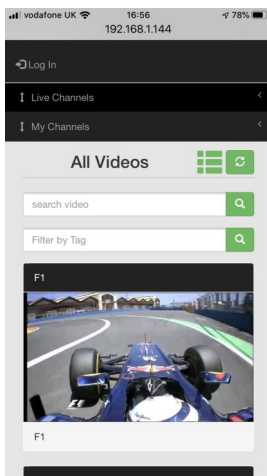 vodafone UK 16:56 78%
192.168.1.144
Log In
Live Channels
My Channels
All Videos
search video
Filter by Tag
F1
F1
F1